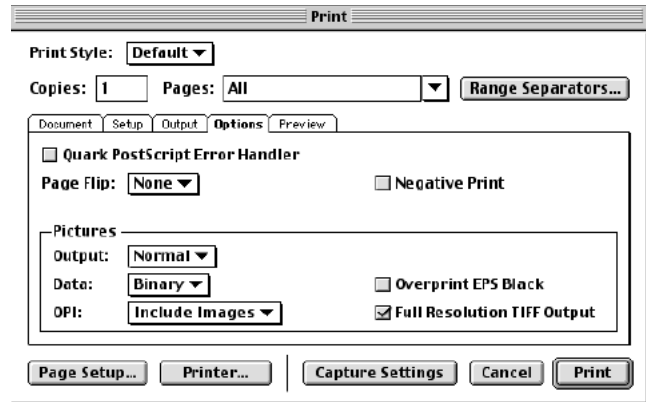 Print
Print Style: Default
Copies: 1 Pages: All Range Separators...
Document Setup Output Options Preview
Quark PostScript Error Handler
Page Flip: None Negative Print
Pictures
Output: Normal
Data: Binary Overprint EPS Black
OPI: Include Images Full Resolution TIFF Output
Page Setup... Printer... Capture Settings Cancel Print